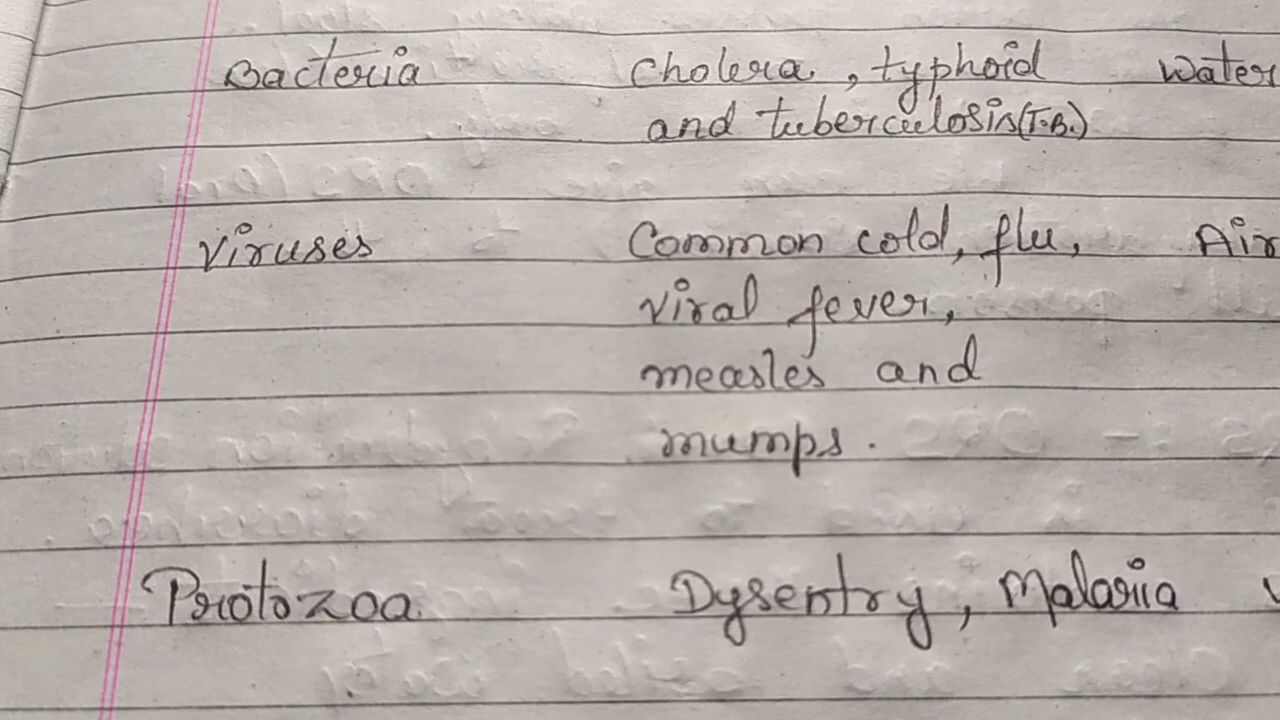 Bacteria Cholera, typhoid water
and tuberculosis(T.B.)
Viruses Common cold, flu, Air
viral fever,
measles and
mumps.
Protozoa Dysentry, Malaria